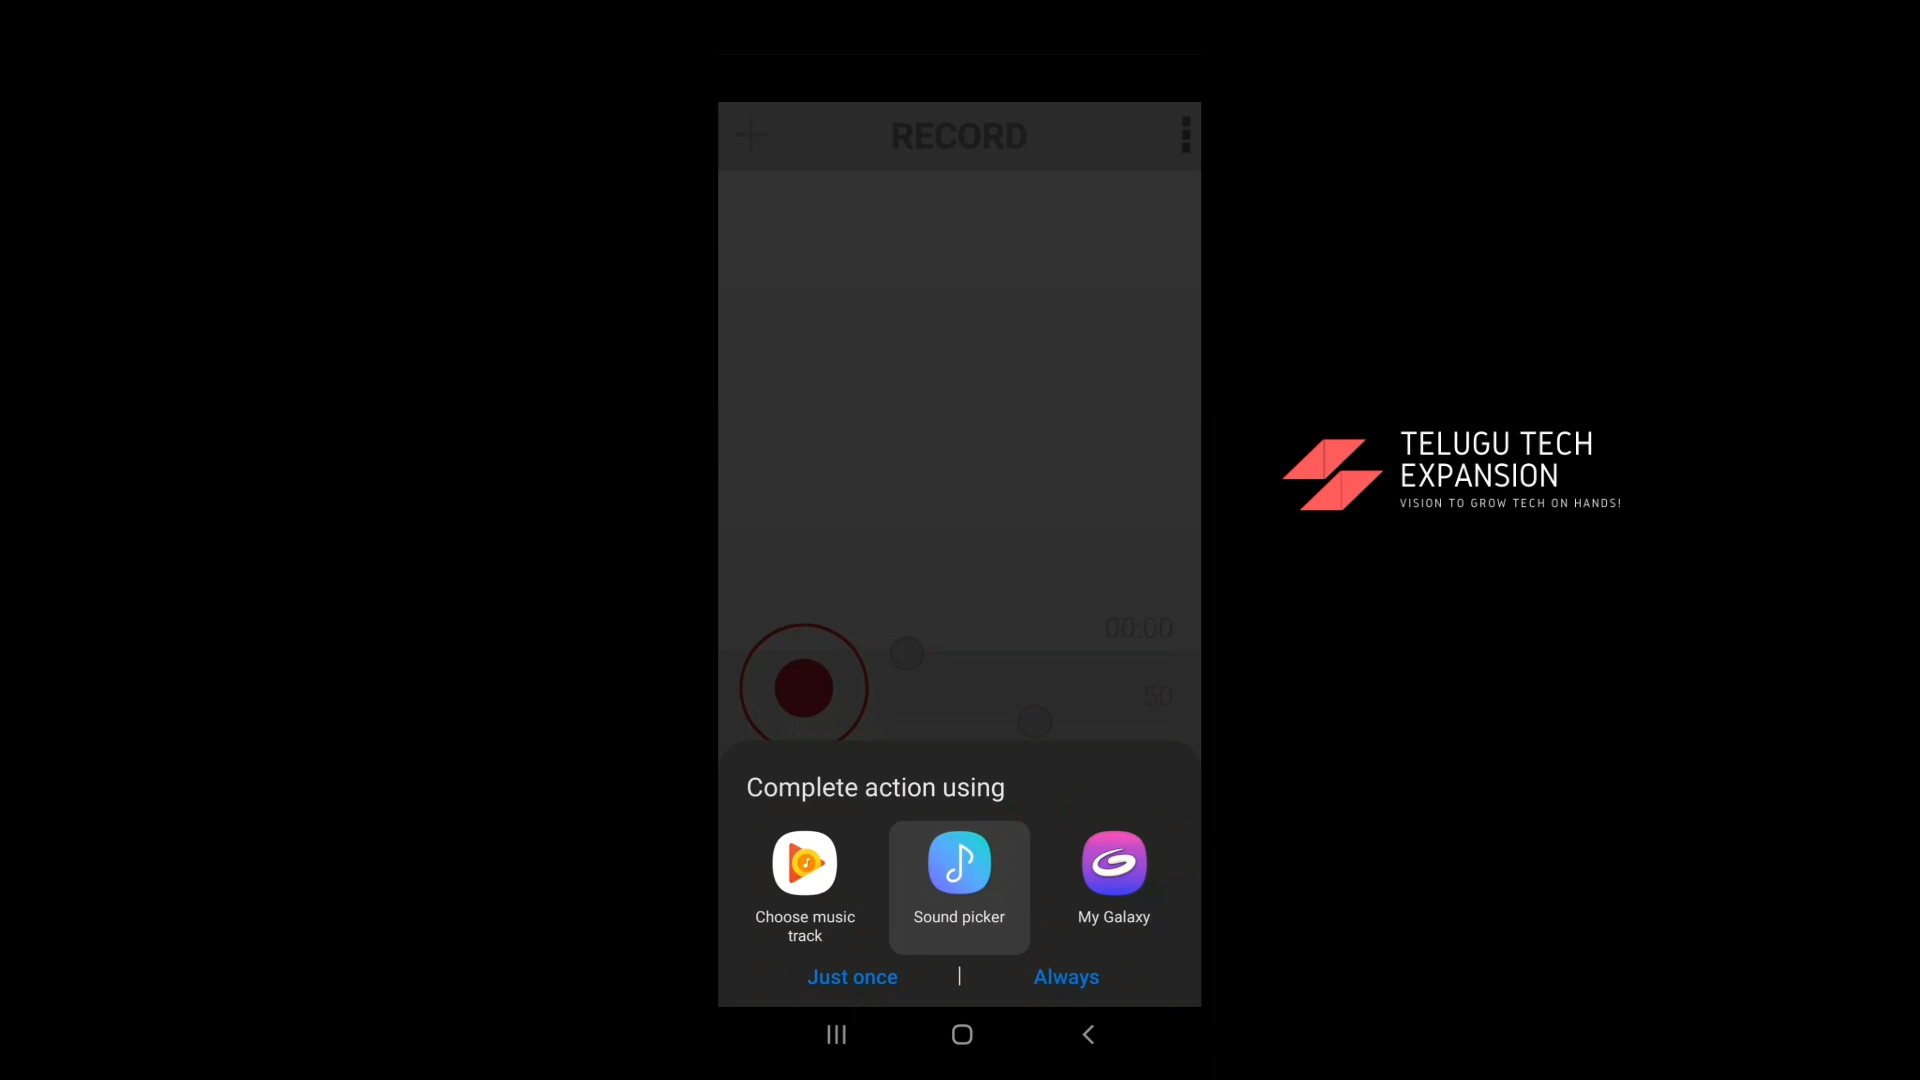 RECORD
00:00
50
Complete action using
Choose music
track
Sound picker
My Galaxy
Just once
Always
TELUGU TECH
EXPANSION
VISION TO GROW TECH ON HANDS!